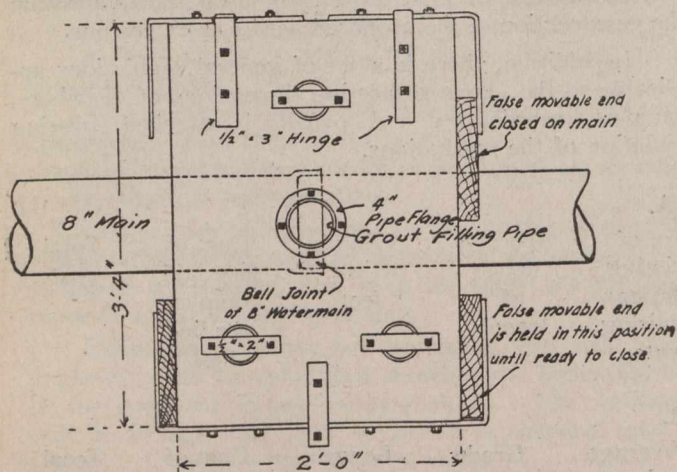 1/2" = 3" Hinge
False movable end
closed on main
8" Main
4"
Pipe Flange
Grout Filling Pipe
3'-4"
Bell Joint
of 8" Watermain
False movable end
is held in this position
until ready to close
1/2" = 2"
2'-0"